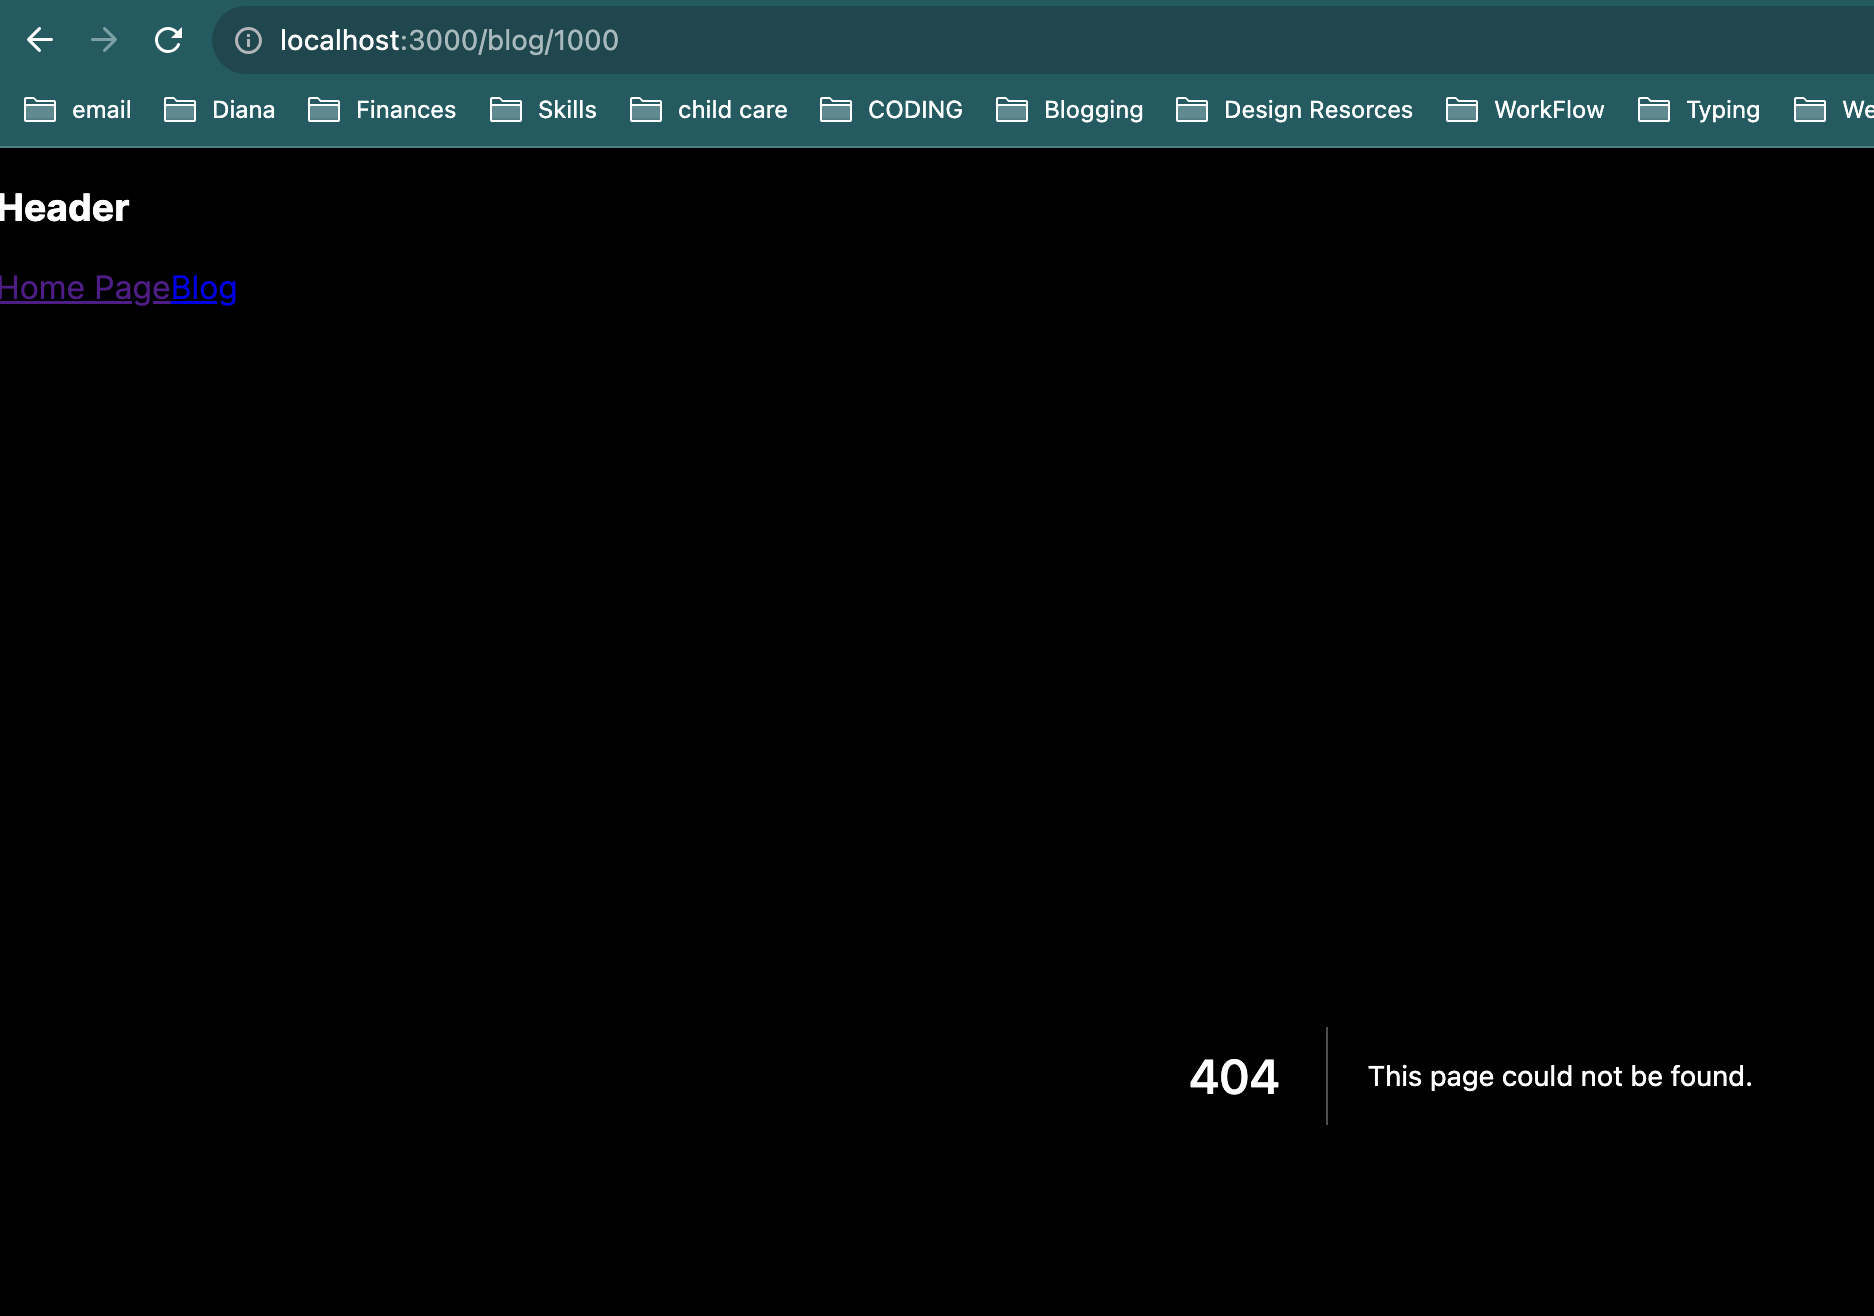 localhost:3000/blog/1000
email Diana Finances Skills child care CODING Blogging Design Resorces WorkFlow Typing We
Header
Home PageBlog
404 This page could not be found.